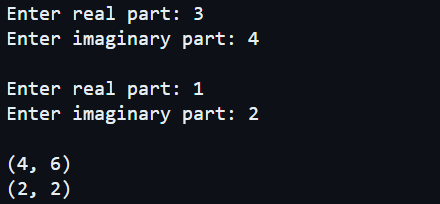 Enter real part: 3
Enter imaginary part: 4
Enter real part: 1
Enter imaginary part: 2
(4, 6)
(2, 2)